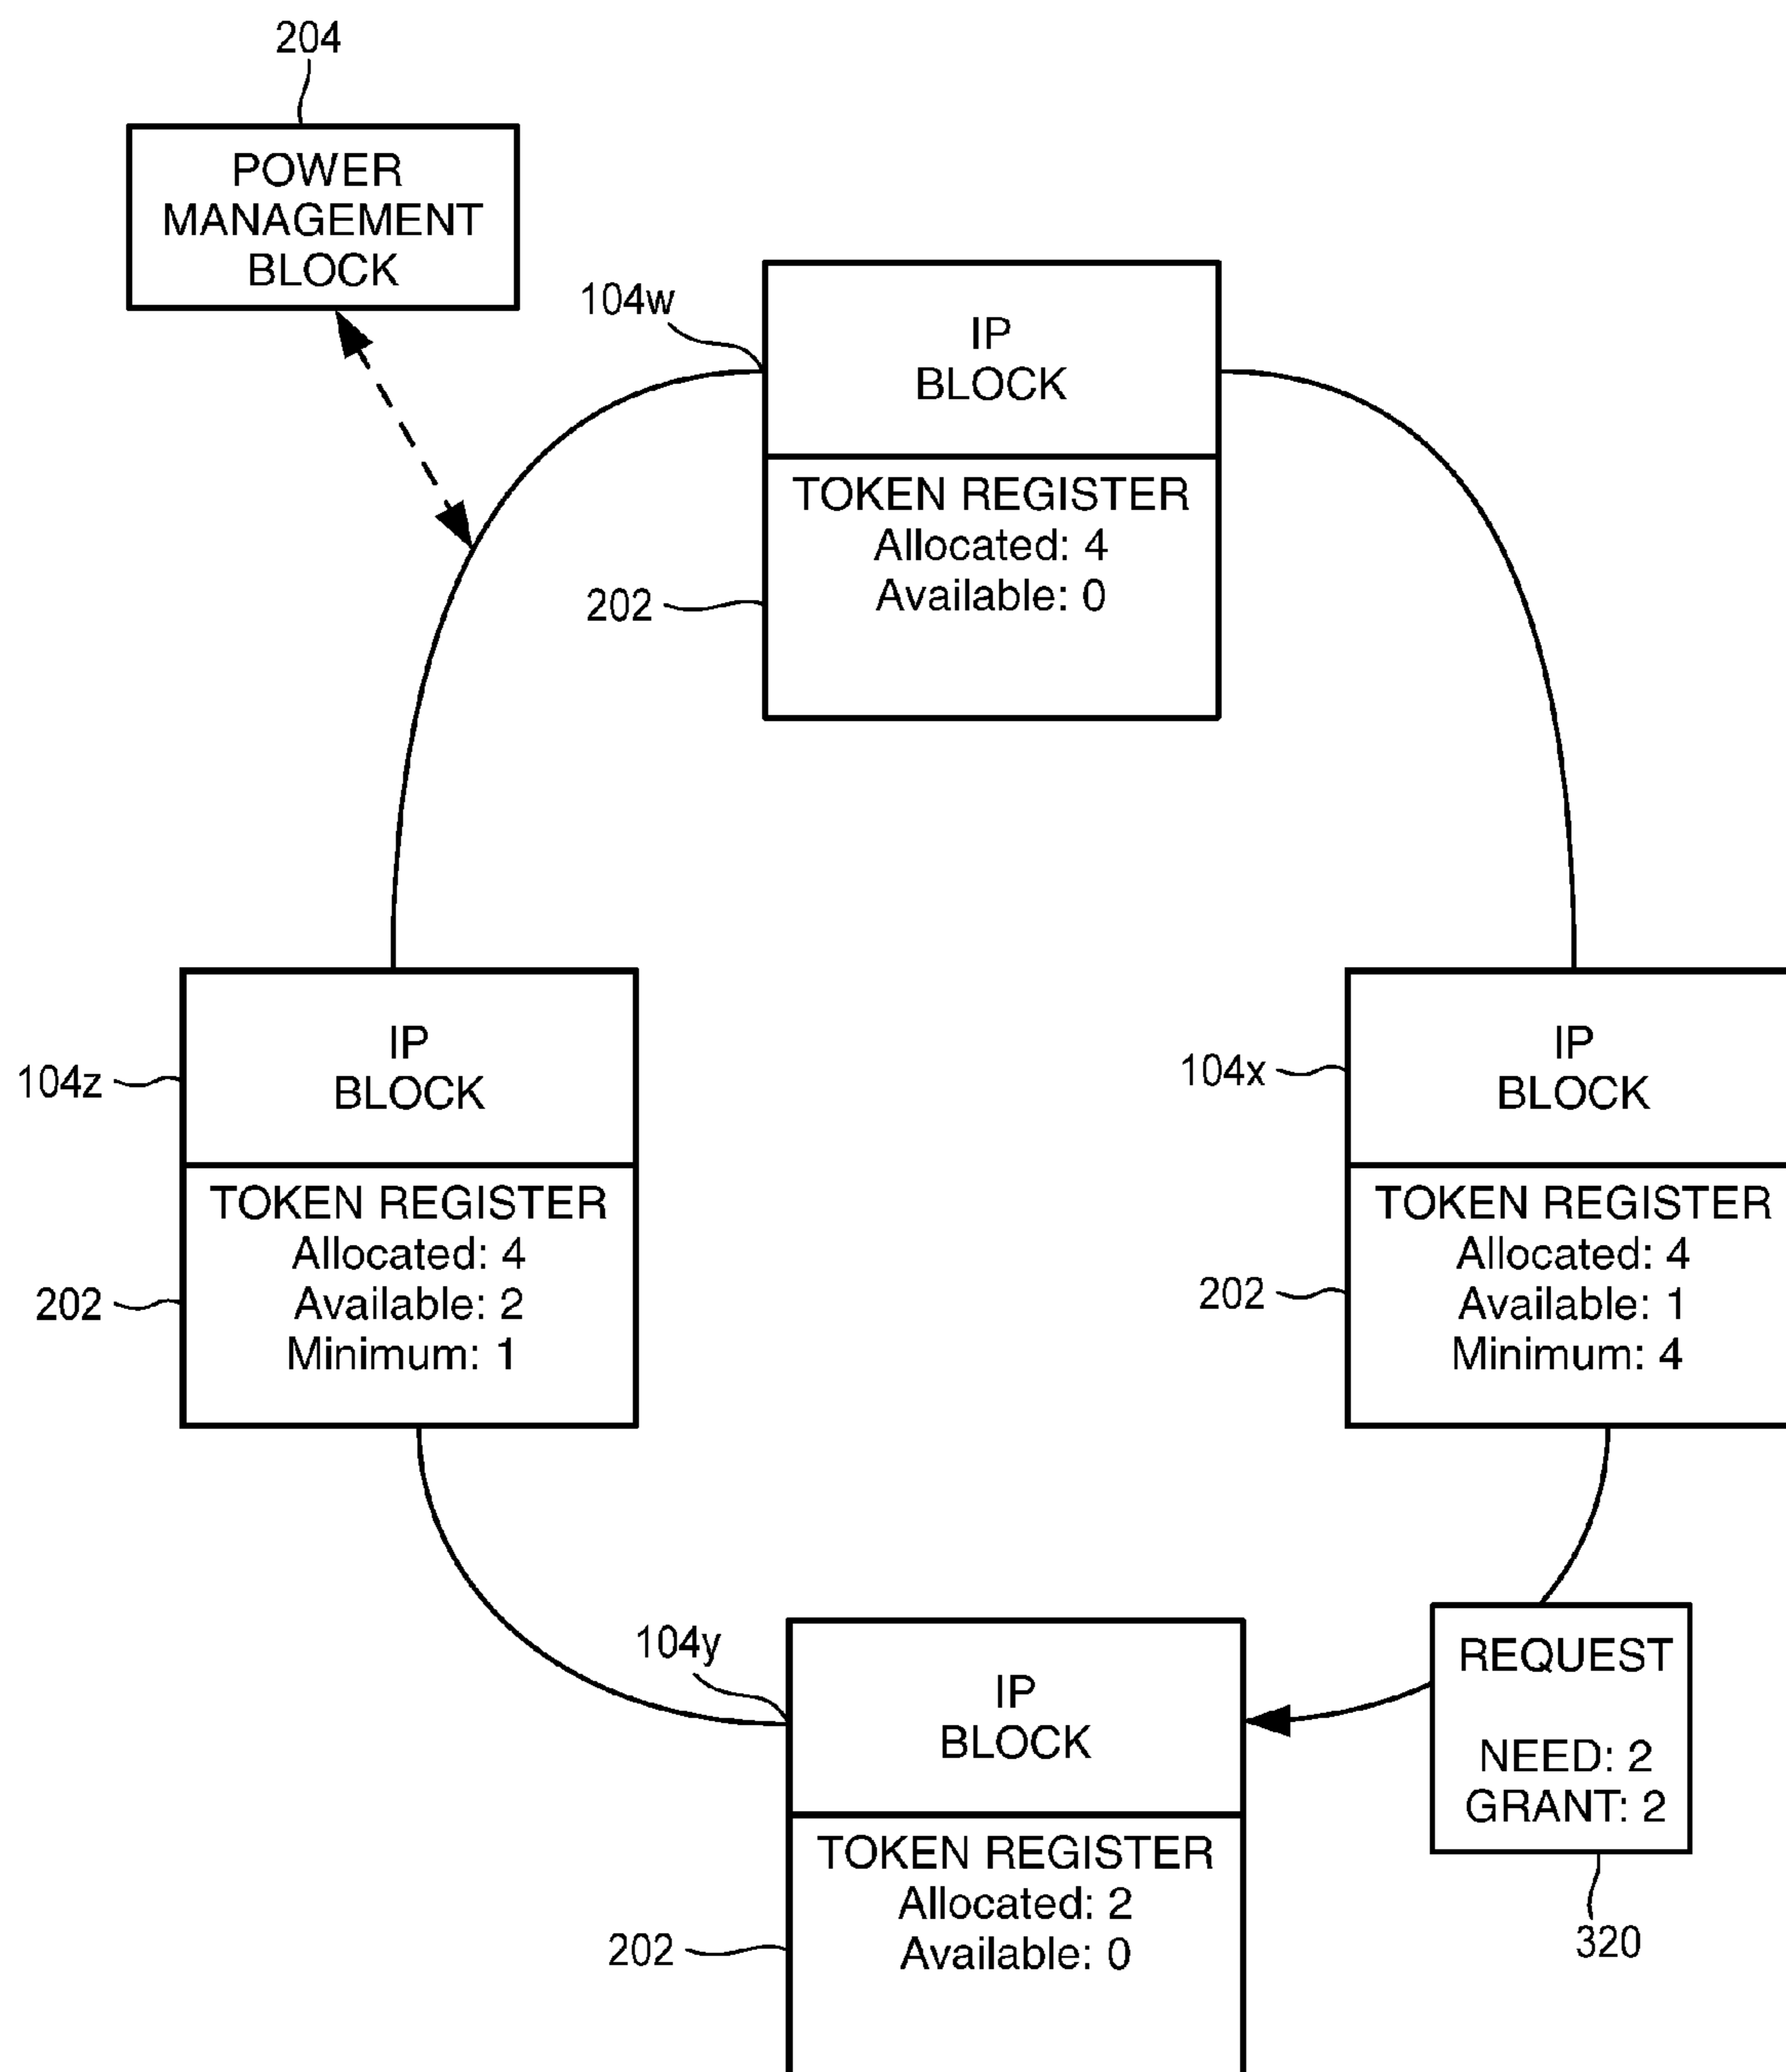 204
POWER
MANAGEMENT
BLOCK
104w
IP
BLOCK
TOKEN REGISTER
Allocated: 4
Available: 0
202
104z
IP
BLOCK
TOKEN REGISTER
Allocated: 4
Available: 2
Minimum: 1
202
104x
IP
BLOCK
TOKEN REGISTER
Allocated: 4
Available: 1
Minimum: 4
202
104y
IP
BLOCK
TOKEN REGISTER
Allocated: 2
Available: 0
202
REQUEST
NEED: 2
GRANT: 2
320